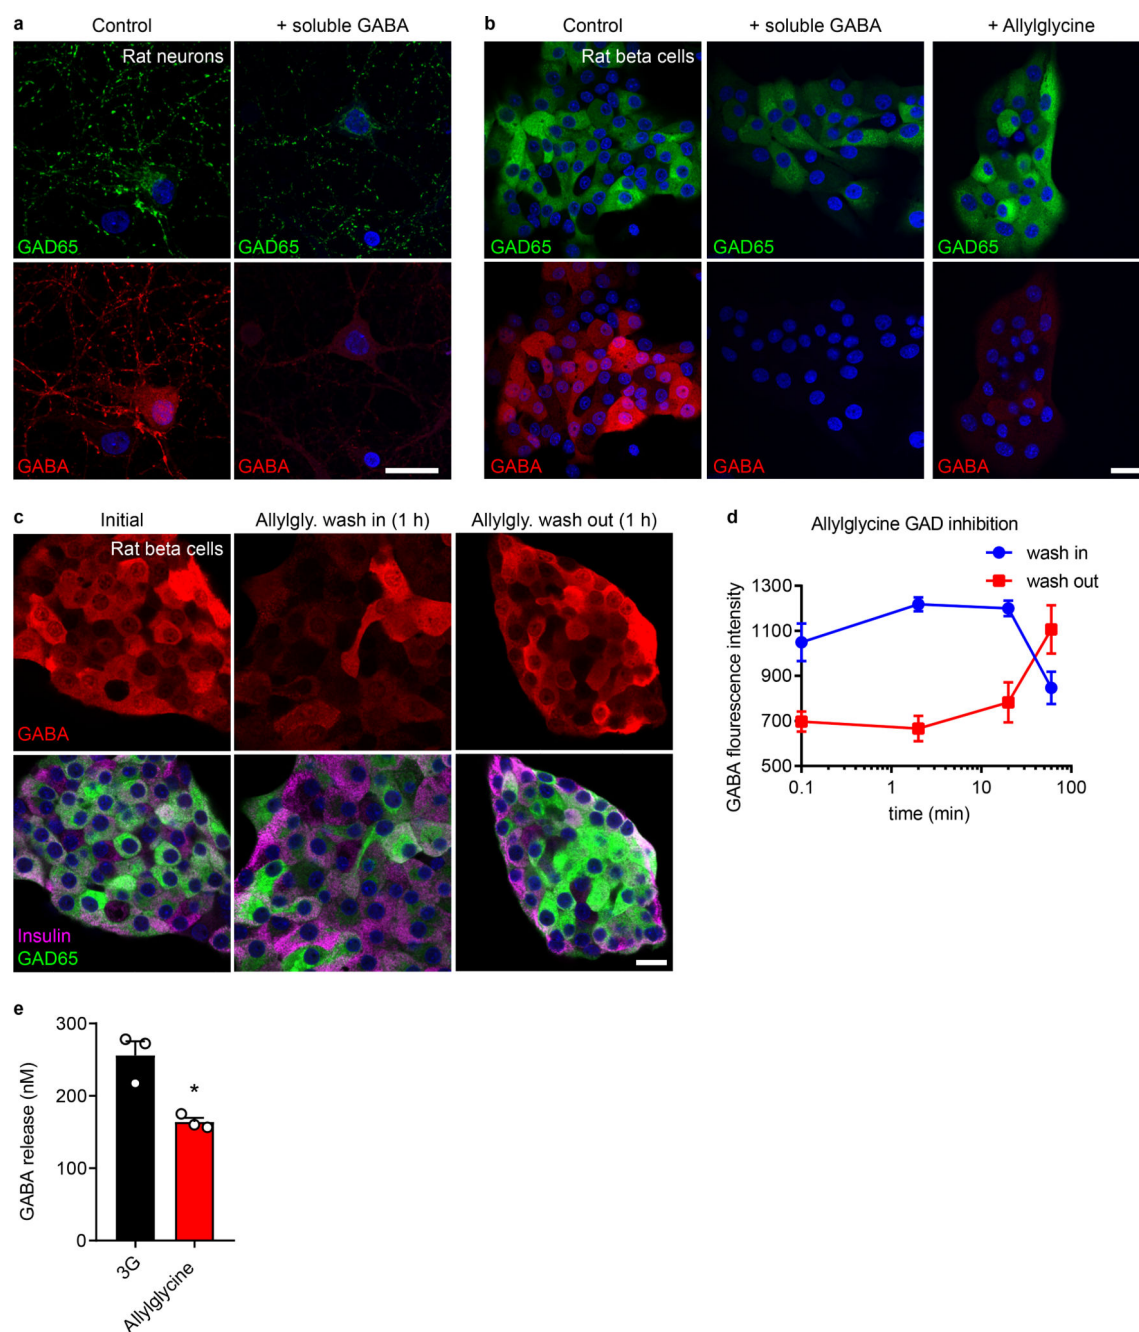 a
Control
+ soluble GABA
Rat neurons
GAD65
GAD65
GABA
GABA
b
Control
+ soluble GABA
+ Allylglycine
Rat beta cells
GAD65
GAD65
GAD65
GABA
GABA
GABA
c
Initial
Allylgly. wash in (1 h)
Allylgly. wash out (1 h)
Rat beta cells
GABA
Insulin
GAD65
d
Allylglycine GAD inhibition
wash in
wash out
GABA flourescence intensity
1300
1100
900
700
500
0.1
1
10
100
time (min)
e
GABA release (nM)
300
200
100
0
*
3G
Allylglycine